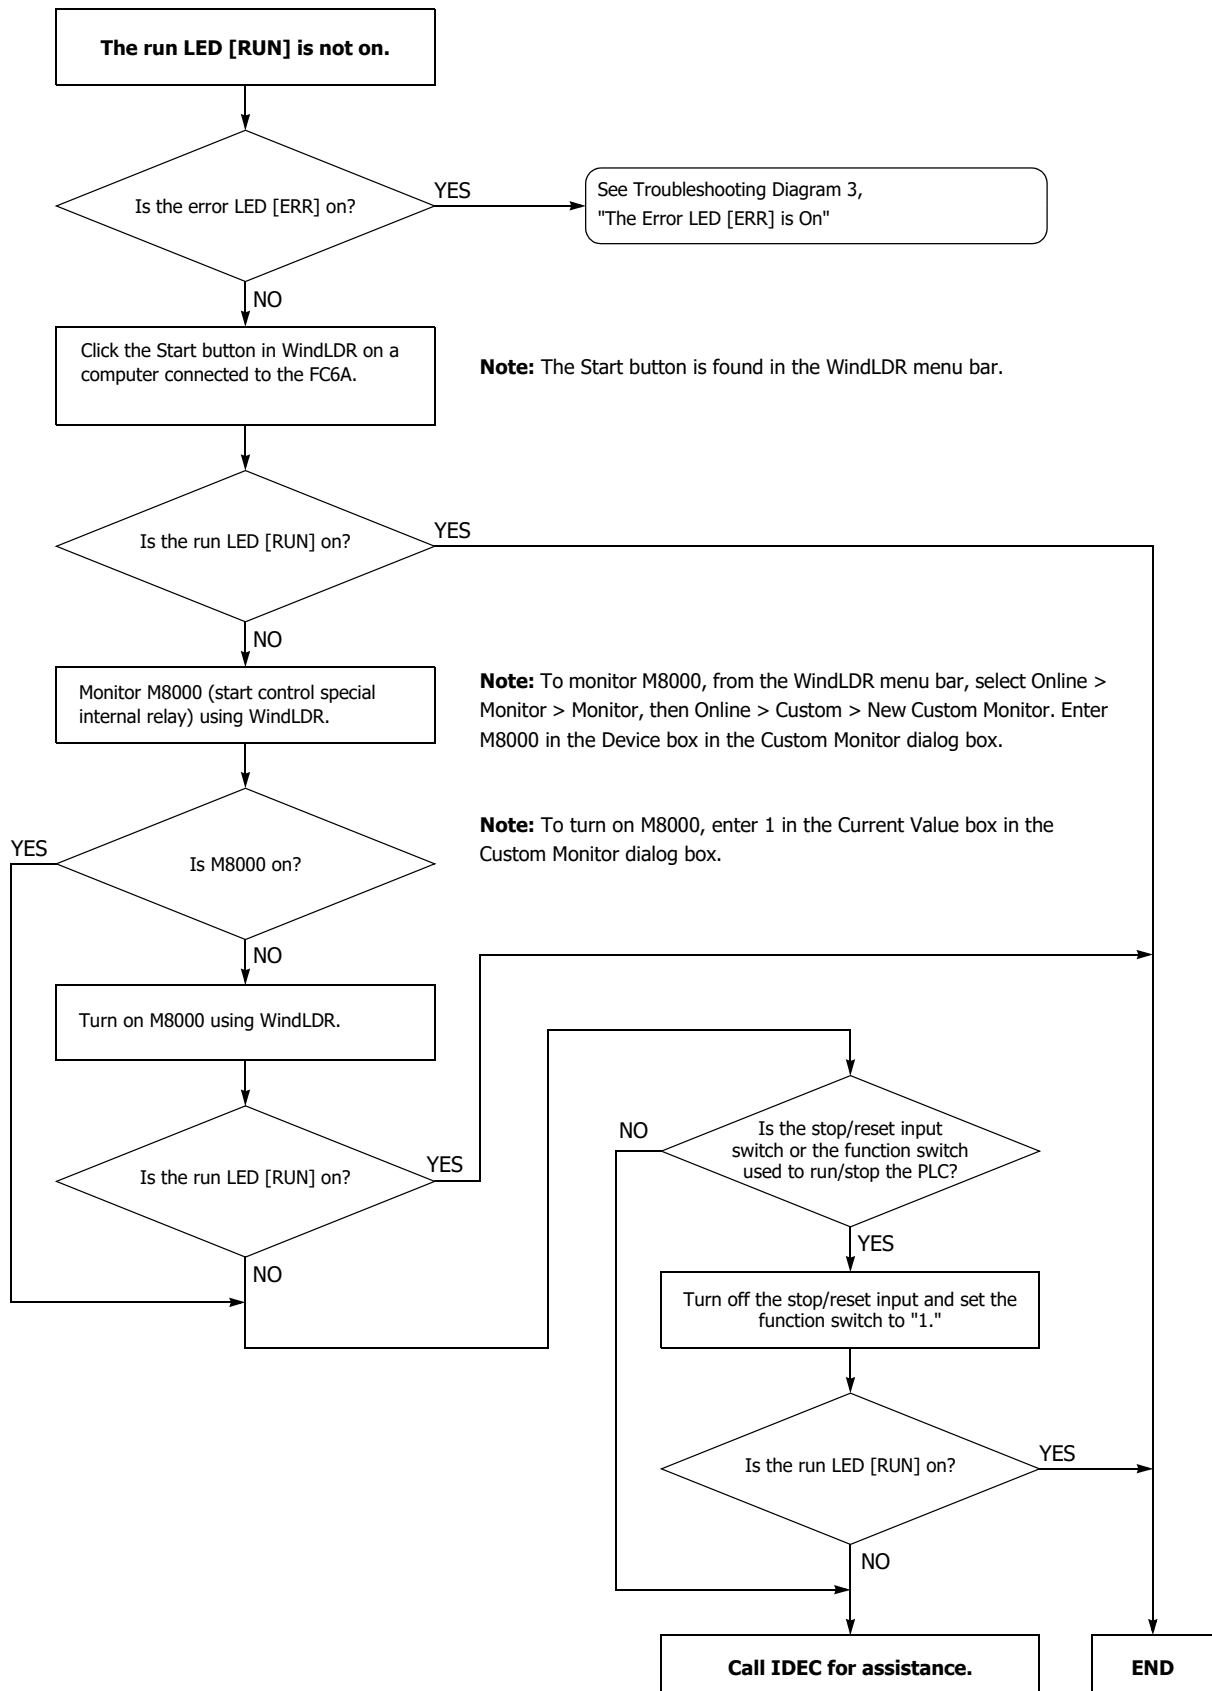 The run LED [RUN] is not on.
Is the error LED [ERR] on?
YES
See Troubleshooting Diagram 3,
"The Error LED [ERR] is On"
NO
Click the Start button in WindLDR on a
computer connected to the FC6A.
Note: The Start button is found in the WindLDR menu bar.
Is the run LED [RUN] on?
YES
NO
Monitor M8000 (start control special
internal relay) using WindLDR.
Note: To monitor M8000, from the WindLDR menu bar, select Online >
Monitor > Monitor, then Online > Custom > New Custom Monitor. Enter
M8000 in the Device box in the Custom Monitor dialog box.
Note: To turn on M8000, enter 1 in the Current Value box in the
Custom Monitor dialog box.
YES
Is M8000 on?
NO
Turn on M8000 using WindLDR.
Is the run LED [RUN] on?
YES
NO
NO
Is the stop/reset input
switch or the function switch
used to run/stop the PLC?
YES
Turn off the stop/reset input and set the
function switch to "1."
Is the run LED [RUN] on?
YES
NO
Call IDEC for assistance.
END